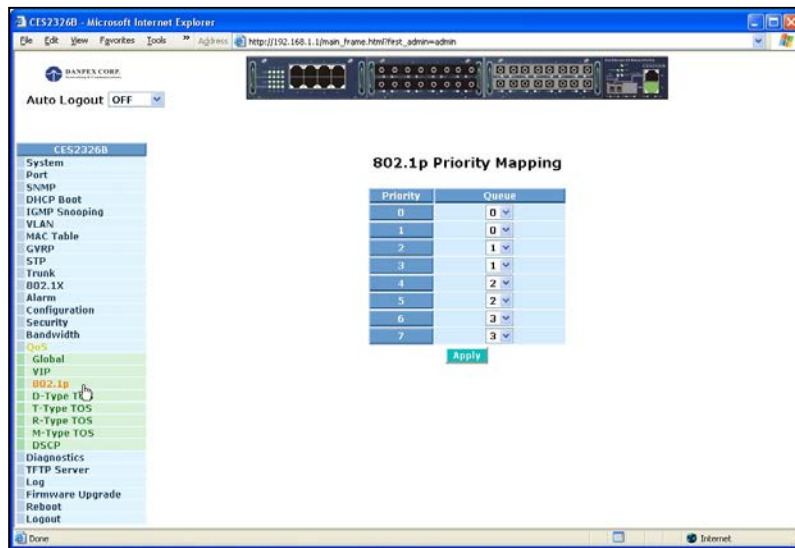 CES2326B - Microsoft Internet Explorer
File Edit View Favorites Tools » Address http://192.168.1.1/main_frame.html?first_admin=admin
DANPEX CORP.
Auto Logout OFF
CES2326B
System
Port
SNMP
DHCP Boot
IGMP Snooping
VLAN
MAC Table
GVRP
STP
Trunk
802.1X
Alarm
Configuration
Security
Bandwidth
QoS
Global
VIP
802.1p
D-Type TOS
T-Type TOS
R-Type TOS
M-Type TOS
DSCP
Diagnostics
TFTP Server
Log
Firmware Upgrade
Reboot
Logout
802.1p Priority Mapping
Priority Queue
0 0
1 0
2 1
3 1
4 2
5 2
6 3
7 3
Apply
Done Internet